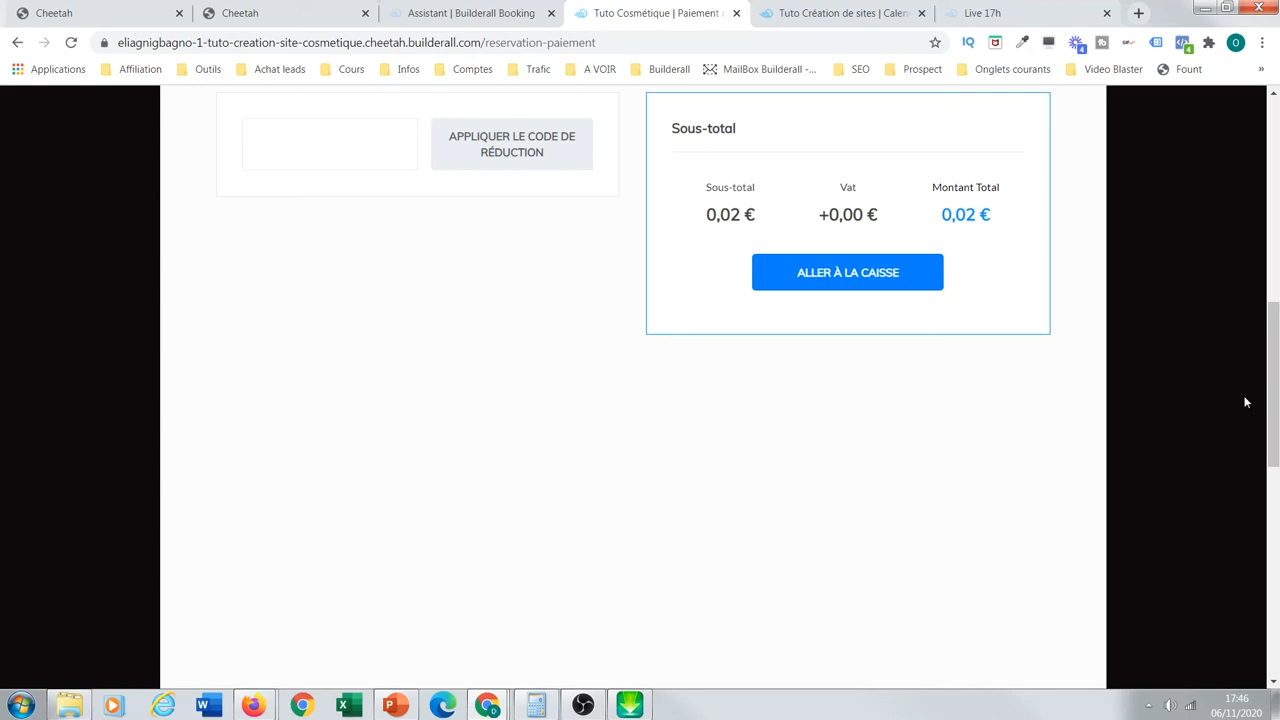 Cheetah
Cheetah
Assistant | Builderall Booking
Tuto Cosmétique | Paiement
Tuto Création de sites | Calen
Live 17h
eliagnigbagno-1-tuto-creation-site-cosmetique.cheetah.builderall.com/reservation-paiement
Applications
Affiliation
Outils
Achat leads
Cours
Infos
Comptes
Trafic
A VOIR
Builderall
MailBox Builderall -...
SEO
Prospect
Onglets courants
Video Blaster
Fount
»
APPLIQUER LE CODE DE
RÉDUCTION
Sous-total
Sous-total
Vat
Montant Total
0,02 €
+0,00 €
0,02 €
ALLER À LA CAISSE
17:46
06/11/2020